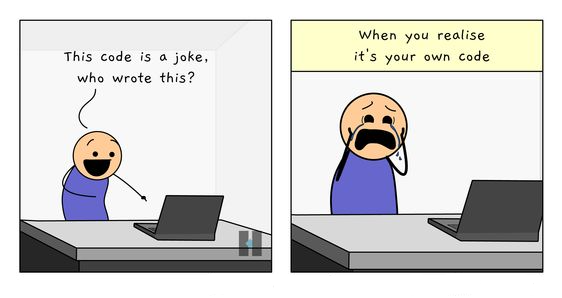 This code is a joke,
who wrote this?
When you realise
it's your own code